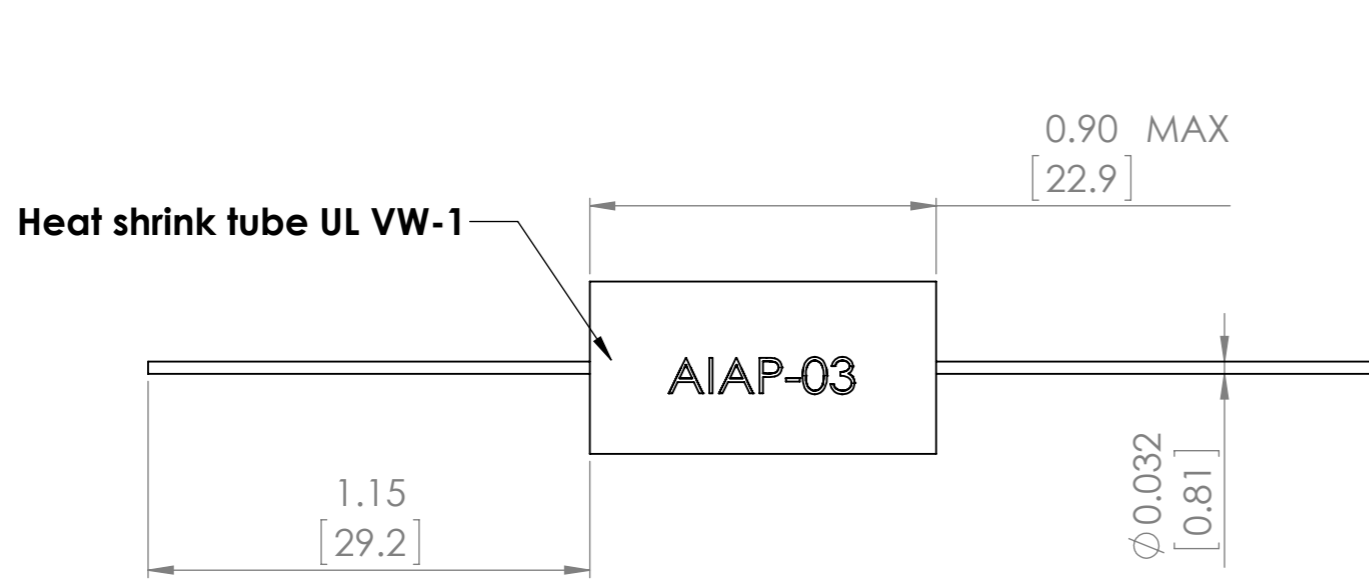 0.90 MAX
[22.9]
Heat shrink tube UL VW-1
AIAP-03
1.15
[29.2]
⌀0.032
[0.81]